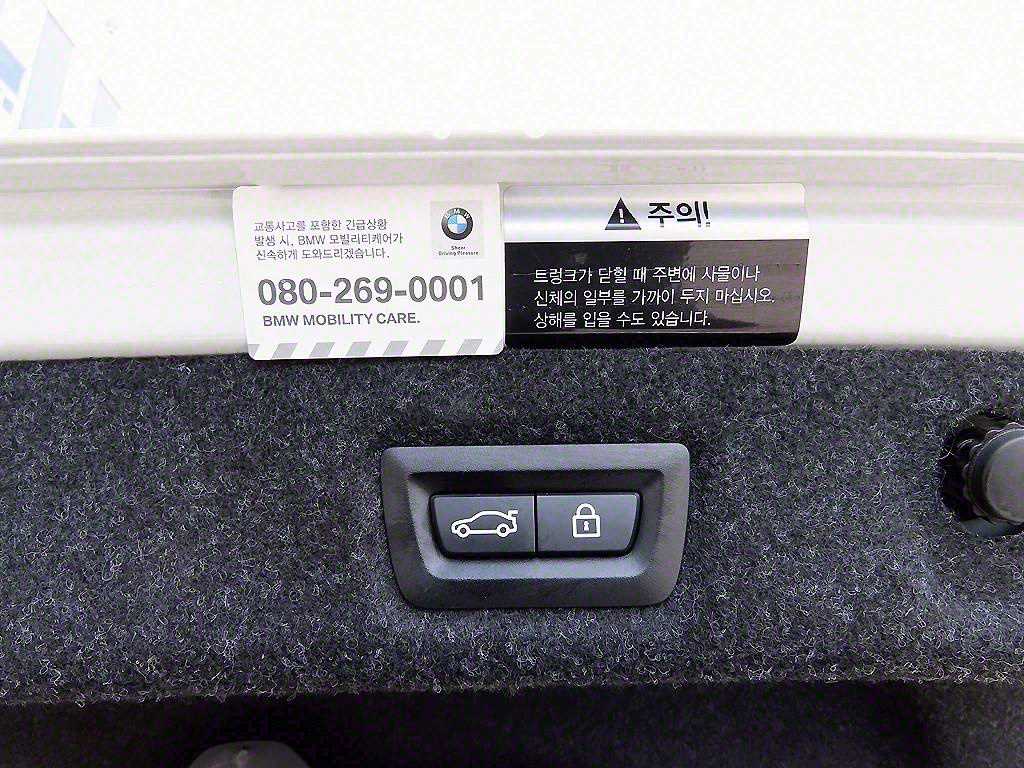 교통사고를 포함한 긴급상황
발생 시, BMW 모빌리티케어가
신속하게 도와드리겠습니다.
BMW
Sheer
Driving Pleasure
080-269-0001
BMW MOBILITY CARE.
주의!
트렁크가 닫힐 때 주변에 사물이나
신체의 일부를 가까이 두지 마십시오.
상해를 입을 수도 있습니다.